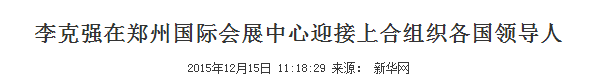 李克强在郑州国际会展中心迎接上合组织各国领导人
2015年12月15日 11:18:29 来源： 新华网